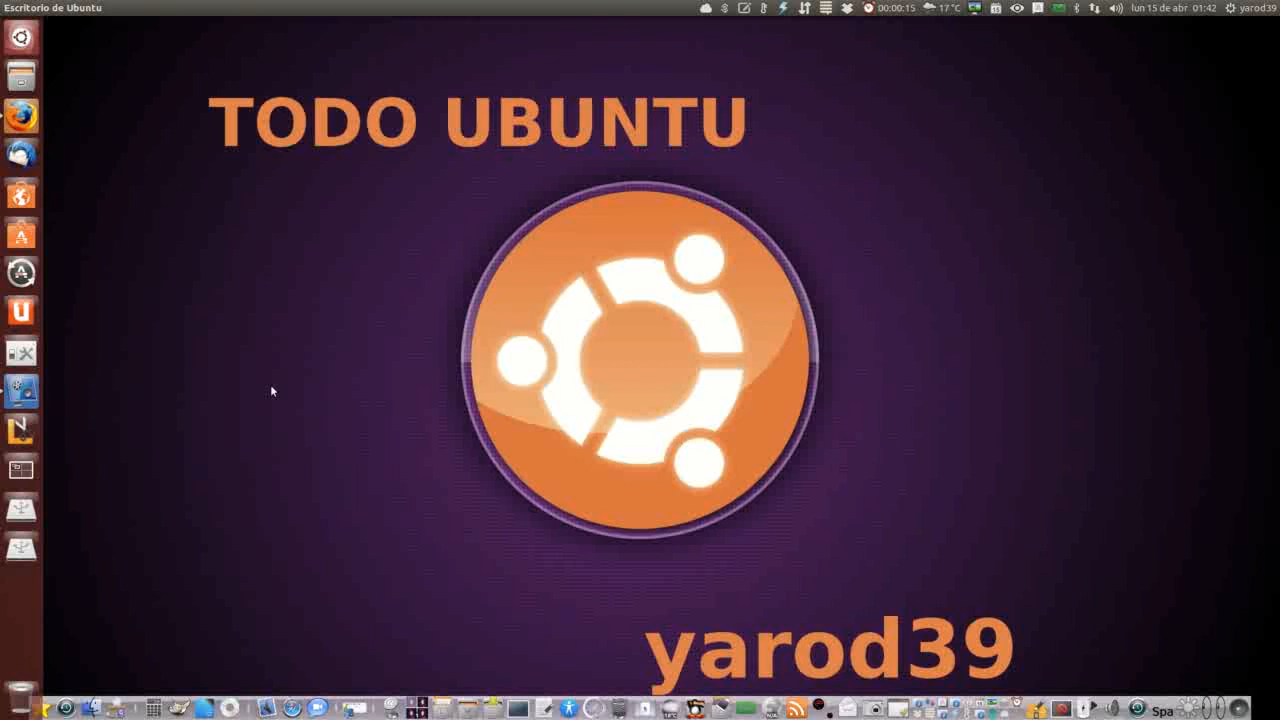 Escritorio de Ubuntu
00:00:15 17 °C lun 15 de abr 01:42 yarod39
TODO UBUNTU
yarod39
Spa